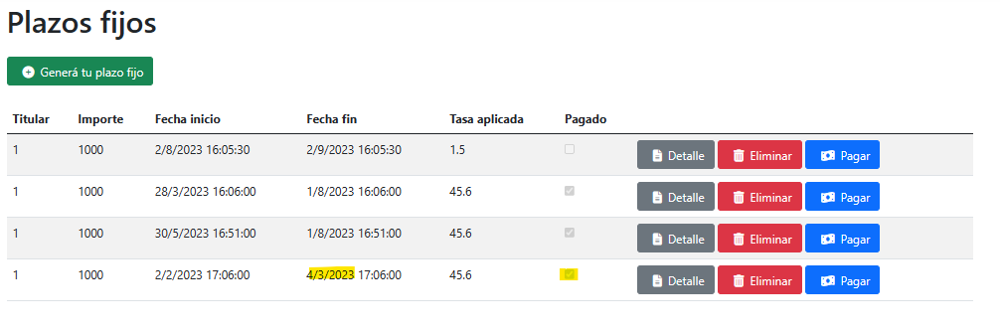 Plazos fijos
Generá tu plazo fijo
Titular Importe Fecha inicio Fecha fin Tasa aplicada Pagado
1 1000 2/8/2023 16:05:30 2/9/2023 16:05:30 1.5 Detalle Eliminar Pagar
1 1000 28/3/2023 16:06:00 1/8/2023 16:06:00 45.6 Detalle Eliminar Pagar
1 1000 30/5/2023 16:51:00 1/8/2023 16:51:00 45.6 Detalle Eliminar Pagar
1 1000 2/2/2023 17:06:00 4/3/2023 17:06:00 45.6 Detalle Eliminar Pagar